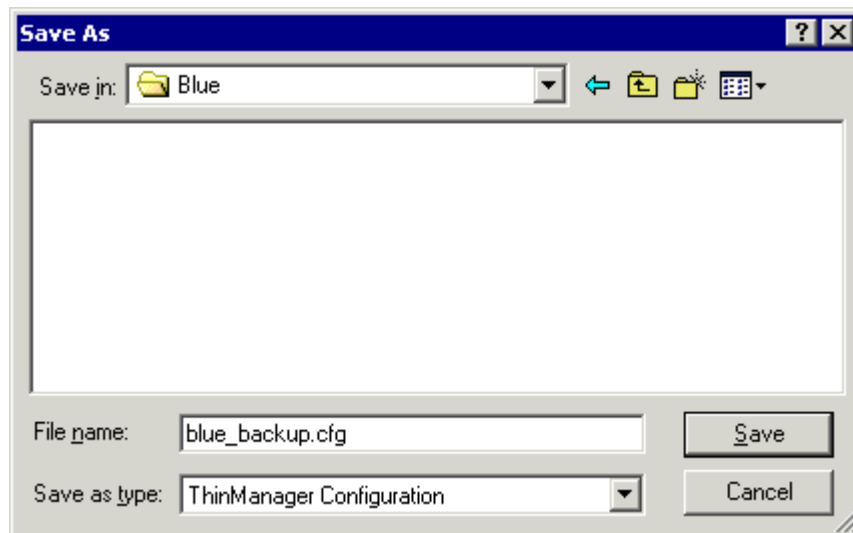 Save As
Save in: Blue
File name: blue_backup.cfg
Save
Save as type: ThinManager Configuration
Cancel